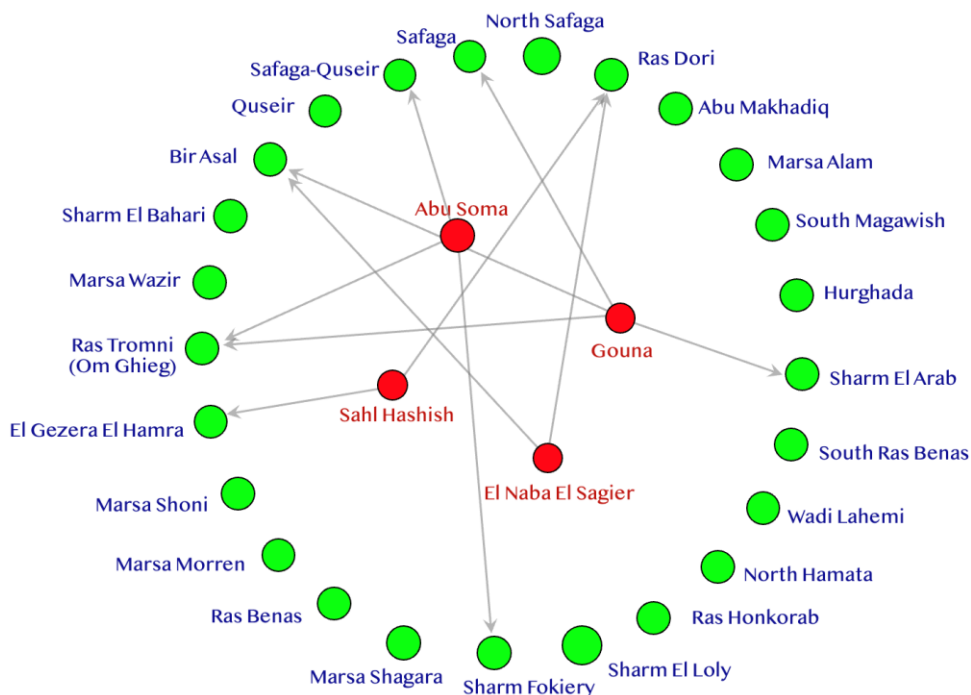 North Safaga
Safaga
Ras Dori
Safaga-Quseir
Abu Makhadiq
Quseir
Bir Asal
Marsa Alam
Abu Soma
Sharm El Bahari
South Magawish
Marsa Wazir
Hurghada
Ras Tromni
(Om Ghieg)
Gouna
Sharm El Arab
Sahl Hashish
El Gezera El Hamra
South Ras Benas
El Naba El Sagier
Marsa Shoni
Wadi Lahemi
Marsa Morren
North Hamata
Ras Benas
Ras Honkorab
Marsa Shagara
Sharm Fokiery
Sharm El Loly